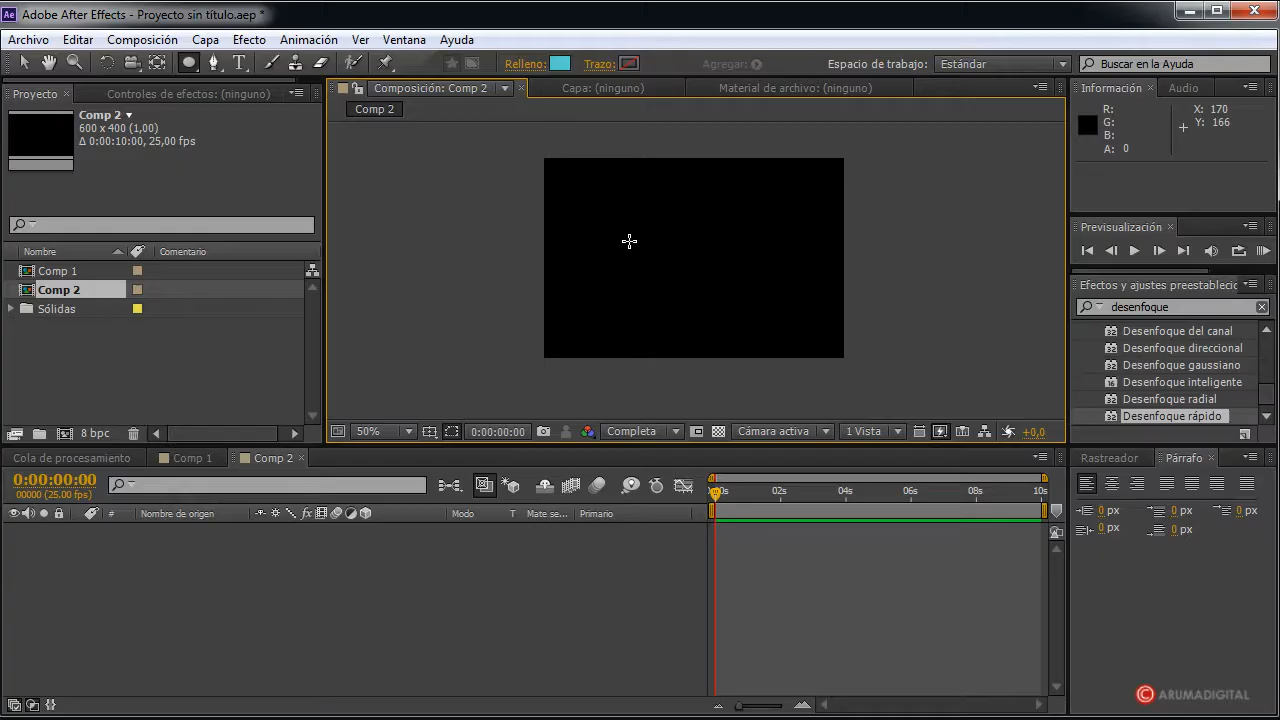 Ae Adobe After Effects - Proyecto sin título.aep *
Archivo Editar Composición Capa Efecto Animación Ver Ventana Ayuda
T Relleno: Trazo: Agregar: Espacio de trabajo: Estándar Buscar en la Ayuda
Proyecto Controles de efectos: (ninguno) Composición: Comp 2 Capa: (ninguno) Material de archivo: (ninguno) Información Audio
Comp 2
600 x 400 (1,00)
Δ 0:00:10:00, 25,00 fps
Comp 2
R: X: 170
G: Y: 166
B:
A: 0
Previsualización
Nombre Comentario
Comp 1
Comp 2
Sólidas
Efectos y ajustes preestablecic
desenfoque
Desenfoque del canal
Desenfoque direccional
Desenfoque gaussiano
Desenfoque inteligente
Desenfoque radial
Desenfoque rápido
8 bpc
50% 0:00:00:00 Completa Cámara activa 1 Vista +0,0
Cola de procesamiento Comp 1 Comp 2 Rastreador Párrafo
0:00:00:00
00000 (25.00 fps)
00s 02s 04s 06s 08s 10s
# Nombre de origen fx Modo T Mate se... Primario
0 px 0 px 0 px
0 px 0 px
© ARUMADIGITAL